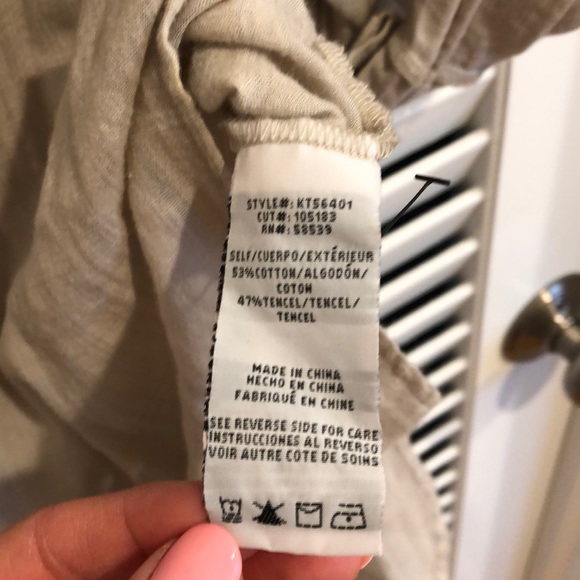 STYLE#: KT56401
CUT#: 105183
RN#: 58539
SELF/CUERPO/EXTÉRIEUR
53%COTTON/ALGODÓN/
COTON
47%TENCEL/TENCEL/
TENCEL
MADE IN CHINA
HECHO EN CHINA
FABRIQUÉ EN CHINE
SEE REVERSE SIDE FOR CARE
INSTRUCCIONES AL REVERSO
VOIR AUTRE COTE DE SOINS